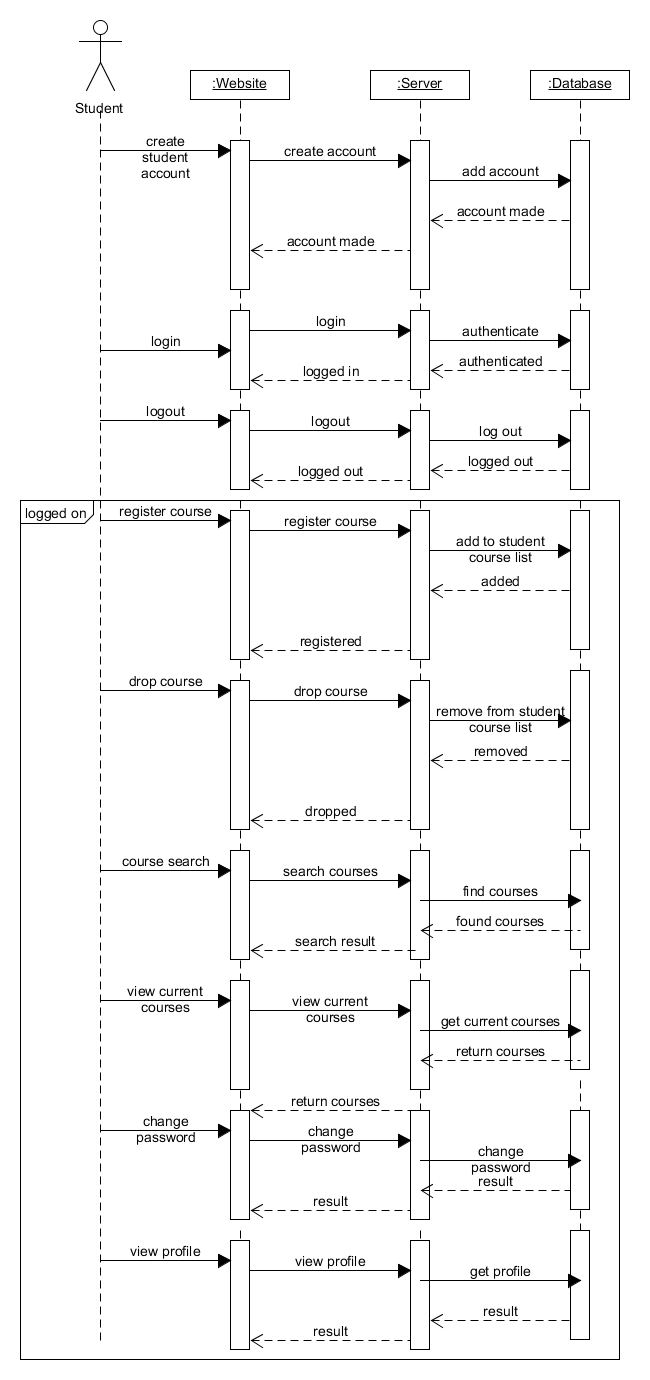 Student
:Website
:Server
:Database
create
student
account
create account
add account
account made
account made
login
login
authenticate
authenticated
logged in
logout
logout
log out
logged out
logged out
logged on
register course
register course
add to student
course list
added
registered
drop course
drop course
remove from student
course list
removed
dropped
course search
search courses
find courses
found courses
search result
view current
courses
view current
courses
get current courses
return courses
return courses
change
password
change
password
change
password
result
result
view profile
view profile
get profile
result
result